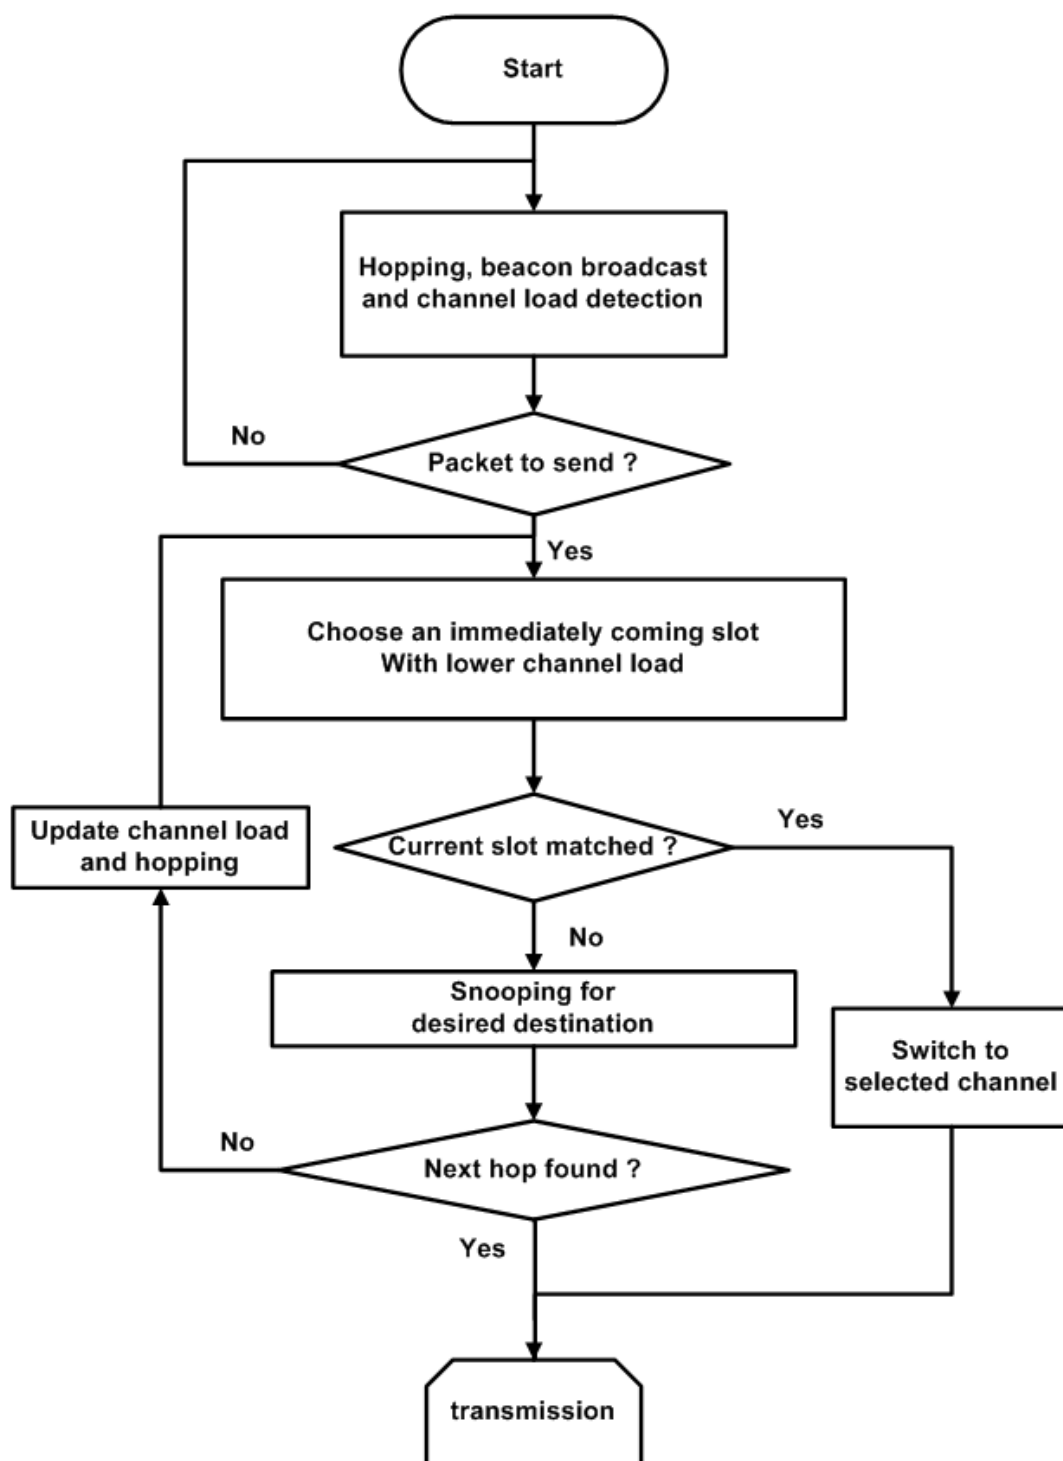 Start
Hopping, beacon broadcast
and channel load detection
No
Packet to send ?
Yes
Choose an immediately coming slot
With lower channel load
Update channel load
and hopping
Current slot matched ?
Yes
No
Snooping for
desired destination
Switch to
selected channel
No
Next hop found ?
Yes
transmission